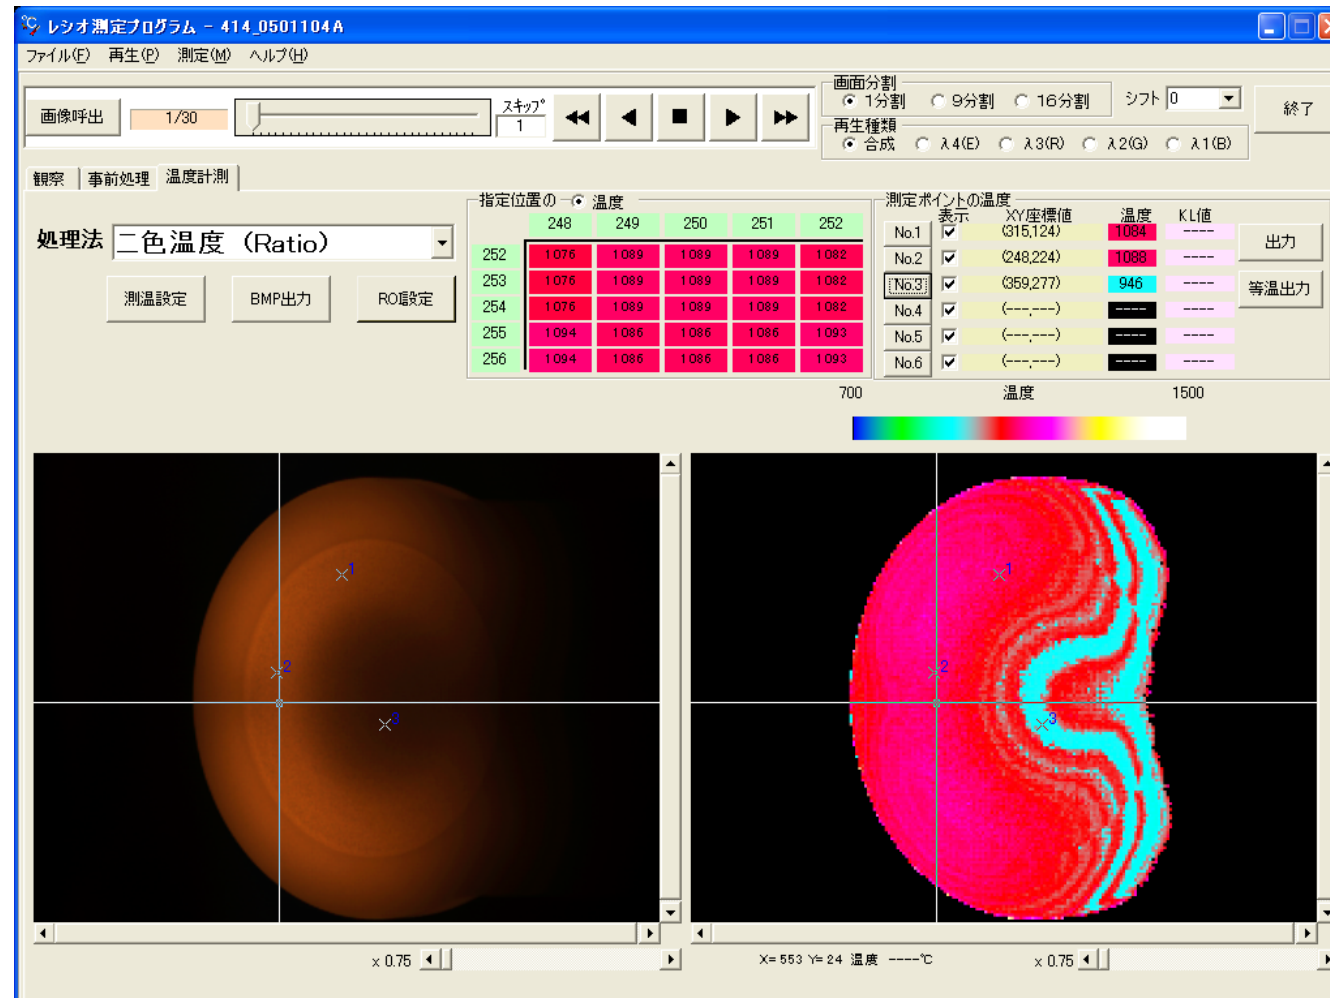 レシオ測定プログラム - 414_0501104A
ファイル(F) 再生(P) 測定(M) ヘルプ(H)
画像呼出
1/30
スキップ
1
画面分割
1分割 9分割 16分割
シフト 0
再生種類
合成 λ4(E) λ3(R) λ2(G) λ1(B)
終了
観察 事前処理 温度計測
処理法 二色温度 (Ratio)
測温設定 BMP出力 ROI設定
指定位置の 温度
248 249 250 251 252
252 1076 1089 1089 1089 1082
253 1076 1089 1089 1089 1082
254 1076 1089 1089 1089 1082
255 1094 1086 1086 1086 1093
256 1094 1086 1086 1086 1093
測定ポイントの温度
表示 XY座標値 温度 KL値
No.1 (315,124) 1084 ----
No.2 (248,224) 1088 ----
No.3 (359,277) 946 ----
No.4 (---,---) ---- ----
No.5 (---,---) ---- ----
No.6 (---,---) ---- ----
出力
等温出力
700 温度 1500
1
2
3
1
2
3
x 0.75
X= 553 Y= 24 温度 ----℃
x 0.75